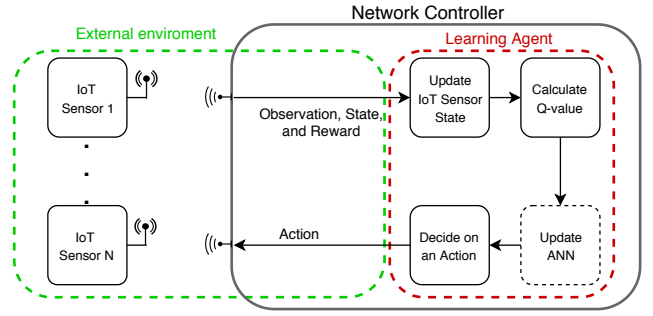 Network Controller
External enviroment
Learning Agent
IoT
Sensor 1
Observation, State,
and Reward
Update
IoT Sensor
State
Calculate
Q-value
IoT
Sensor N
Action
Decide on
an Action
Update
ANN